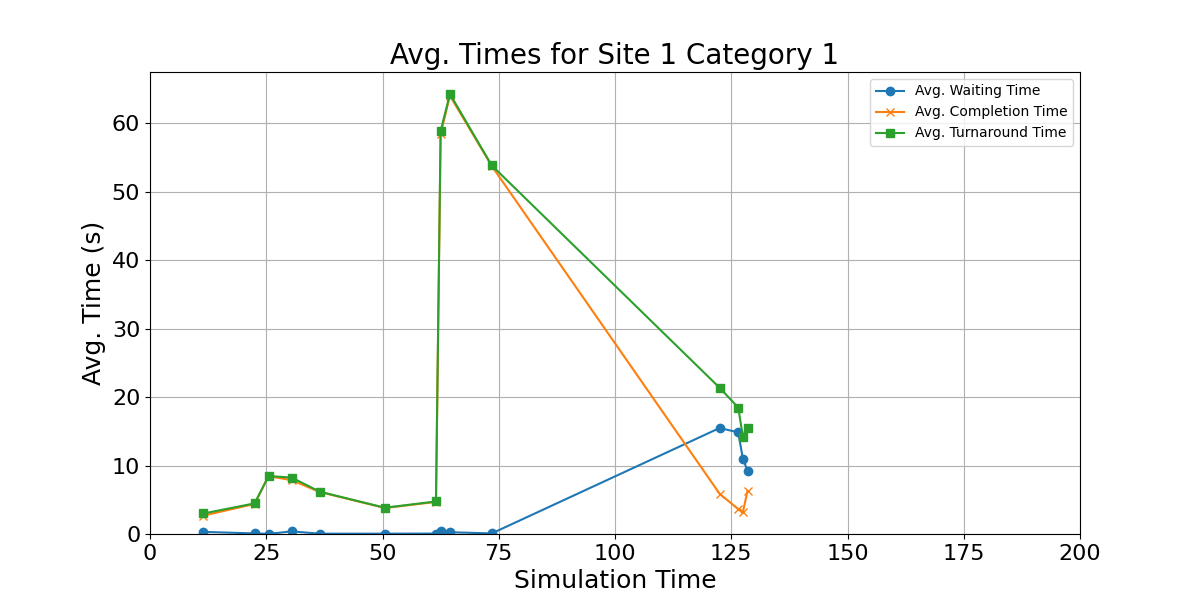 Avg. Times for Site 1 Category 1
Avg. Waiting Time
Avg. Completion Time
Avg. Turnaround Time
Avg. Time (s)
60
50
40
30
20
10
0
0 25 50 75 100 125 150 175 200
Simulation Time